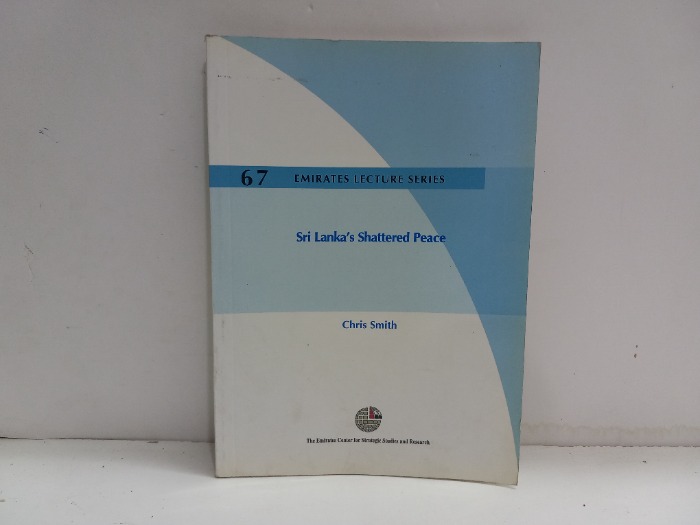 67 EMIRATES LECTURE SERIES
Sri Lanka's Shattered Peace
Chris Smith
The Emirates Center for Strategic Studies and Research